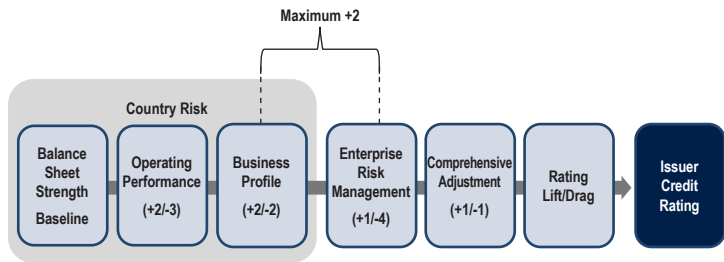 Maximum +2
Country Risk
Balance
Sheet
Strength
Baseline
Operating
Performance
(+2/-3)
Business
Profile
(+2/-2)
Enterprise
Risk
Management
(+1/-4)
Comprehensive
Adjustment
(+1/-1)
Rating
Lift/Drag
Issuer
Credit
Rating